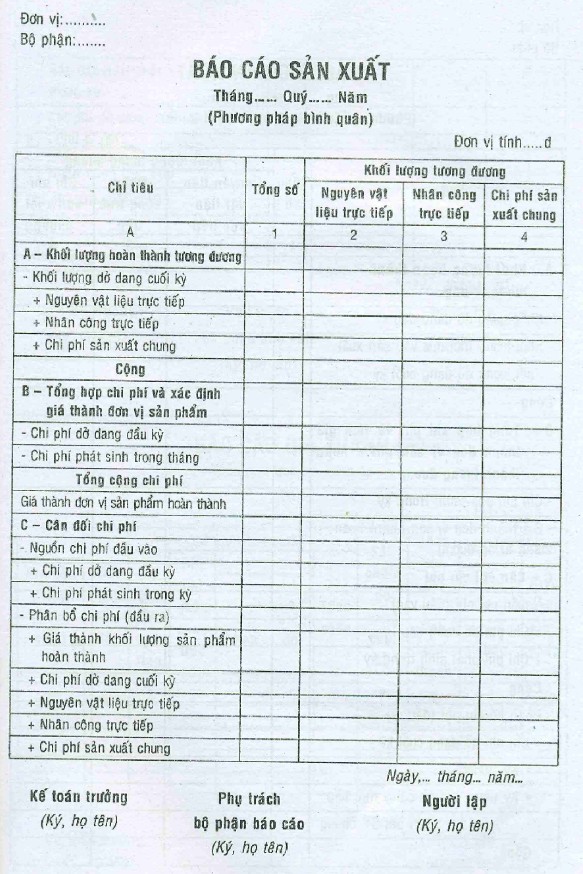 Đơn vị:..........
Bộ phận:.......
BÁO CÁO SẢN XUẤT
Tháng...... Quý...... Năm
(Phương pháp bình quân)
Đơn vị tính.....đ
Chỉ tiêu
Tổng số
Khối lượng tương đương
Nguyên vật
liệu trực tiếp
Nhân công
trực tiếp
Chi phí sản
xuất chung
A 1 2 3 4
A – Khối lượng hoàn thành tương đương
- Khối lượng dở dang cuối kỳ
+ Nguyên vật liệu trực tiếp
+ Nhân công trực tiếp
+ Chi phí sản xuất chung
Cộng
B – Tổng hợp chi phí và xác định
giá thành đơn vị sản phẩm
- Chi phí dở dang đầu kỳ
- Chi phí phát sinh trong tháng
Tổng cộng chi phí
Giá thành đơn vị sản phẩm hoàn thành
C – Cân đối chi phí
- Nguồn chi phí đầu vào
+ Chi phí dở dang đầu kỳ
+ Chi phí phát sinh trong kỳ
- Phân bổ chi phí (đầu ra)
+ Giá thành khối lượng sản phẩm
hoàn thành
+ Chi phí dở dang cuối kỳ
+ Nguyên vật liệu trực tiếp
+ Nhân công trực tiếp
+ Chi phí sản xuất chung
Ngày,... tháng... năm...
Kế toán trưởng
(Ký, họ tên)
Phụ trách
bộ phận báo cáo
(Ký, họ tên)
Người lập
(Ký, họ tên)